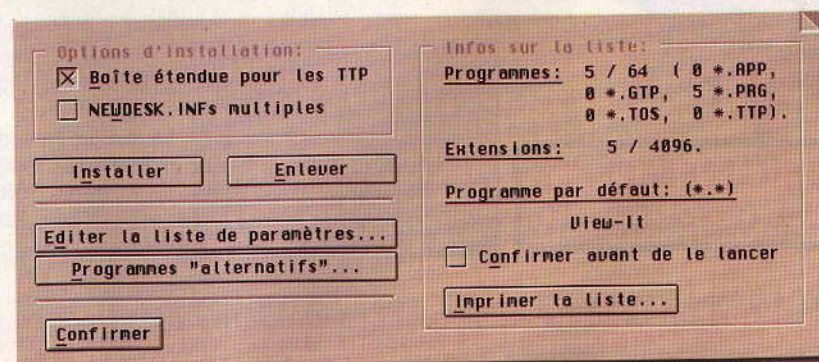 Options d'installation:
Boîte étendue pour les TTP
NEWDESK.INFs multiples
Installer
Enlever
Editer la liste de paramètres...
Programmes "alternatifs"...
Confirmer
Infos sur la liste:
Programmes: 5 / 64 ( 0 *.APP,
0 *.GTP, 5 *.PRG,
0 *.TOS, 0 *.TTP).
Extensions: 5 / 4096.
Programme par défaut: (*.*)
View-It
Confirmer avant de le lancer
Imprimer la liste...